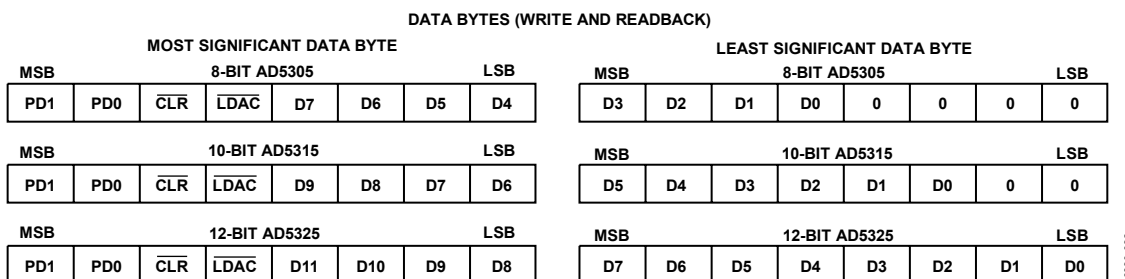 DATA BYTES (WRITE AND READBACK)
MOST SIGNIFICANT DATA BYTE
LEAST SIGNIFICANT DATA BYTE
MSB 8-BIT AD5305 LSB
MSB 8-BIT AD5305 LSB
PD1 PD0 CLR LDAC D7 D6 D5 D4
D3 D2 D1 D0 0 0 0 0
MSB 10-BIT AD5315 LSB
MSB 10-BIT AD5315 LSB
PD1 PD0 CLR LDAC D9 D8 D7 D6
D5 D4 D3 D2 D1 D0 0 0
MSB 12-BIT AD5325 LSB
MSB 12-BIT AD5325 LSB
PD1 PD0 CLR LDAC D11 D10 D9 D8
D7 D6 D5 D4 D3 D2 D1 D0